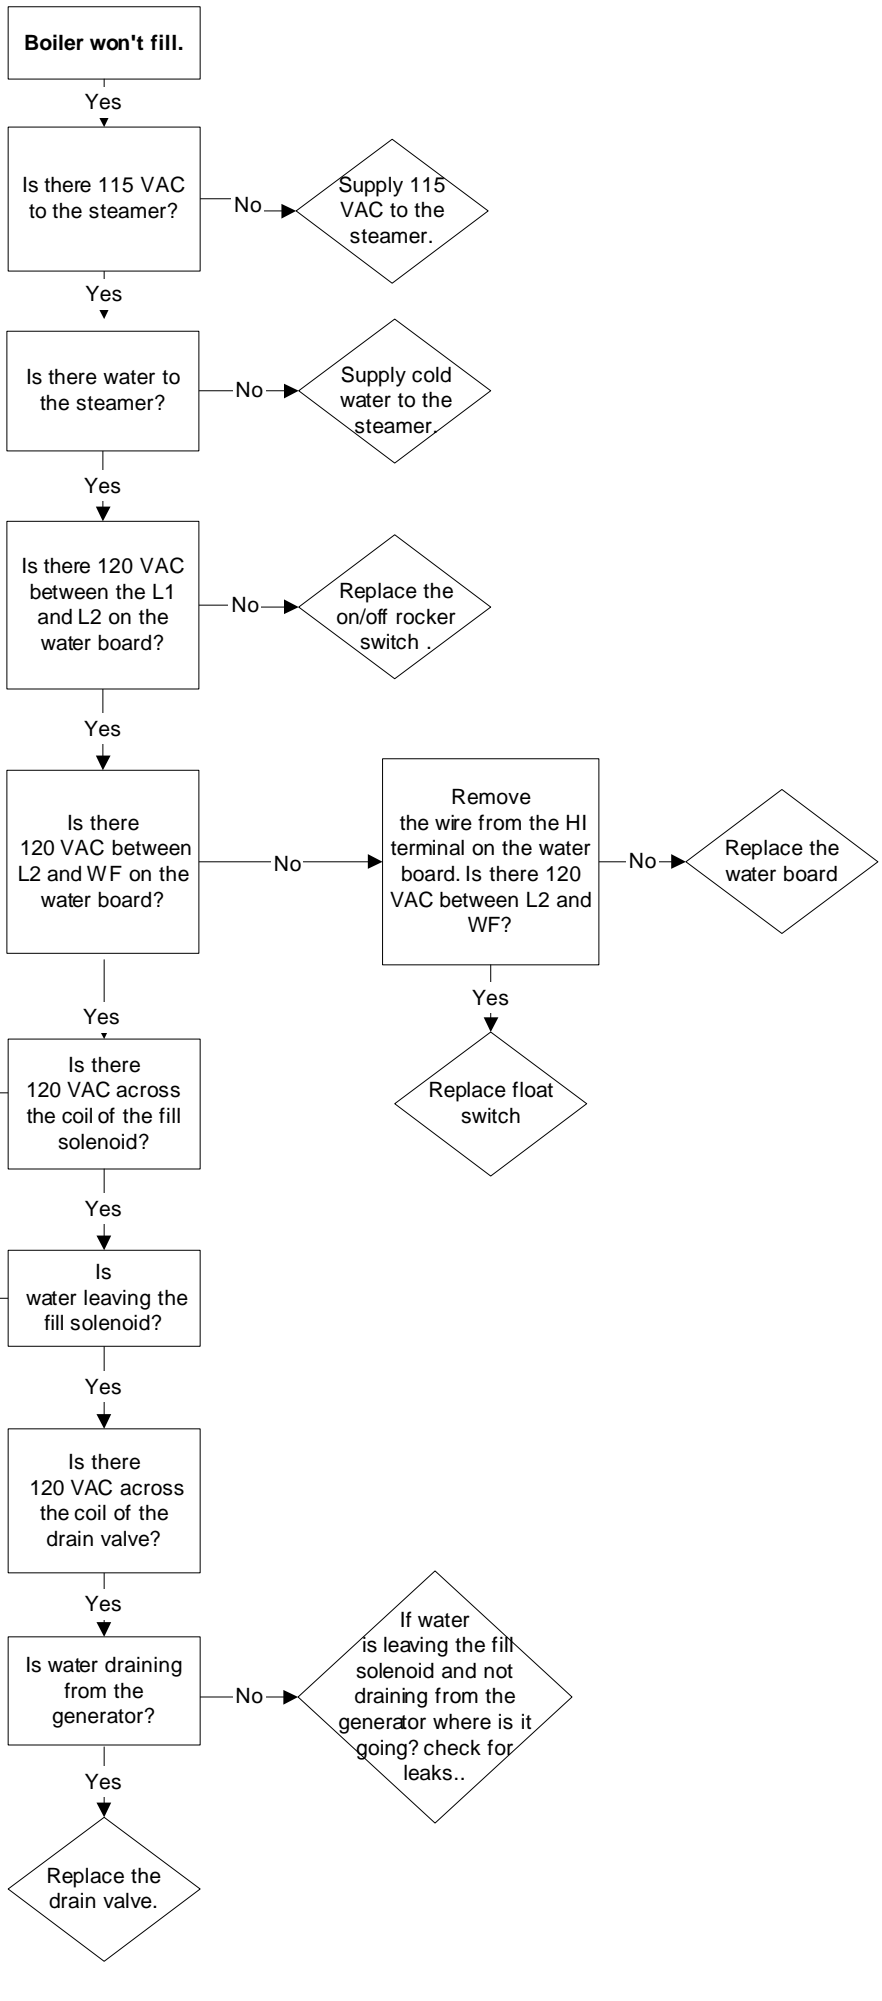 Boiler won't fill.
Yes
Is there 115 VAC
to the steamer?
No
Supply 115
VAC to the
steamer.
Yes
Is there water to
the steamer?
No
Supply cold
water to the
steamer.
Yes
Is there 120 VAC
between the L1
and L2 on the
water board?
No
Replace the
on/off rocker
switch .
Yes
Is there
120 VAC between
L2 and WF on the
water board?
No
Remove
the wire from the HI
terminal on the water
board. Is there 120
VAC between L2 and
WF?
No
Replace the
water board
Yes
Replace float
switch
Yes
Is there
120 VAC across
the coil of the fill
solenoid?
Yes
Is
water leaving the
fill solenoid?
Yes
Is there
120 VAC across
the coil of the
drain valve?
Yes
Is water draining
from the
generator?
No
If water
is leaving the fill
solenoid and not
draining from the
generator where is it
going? check for
leaks..
Yes
Replace the
drain valve.